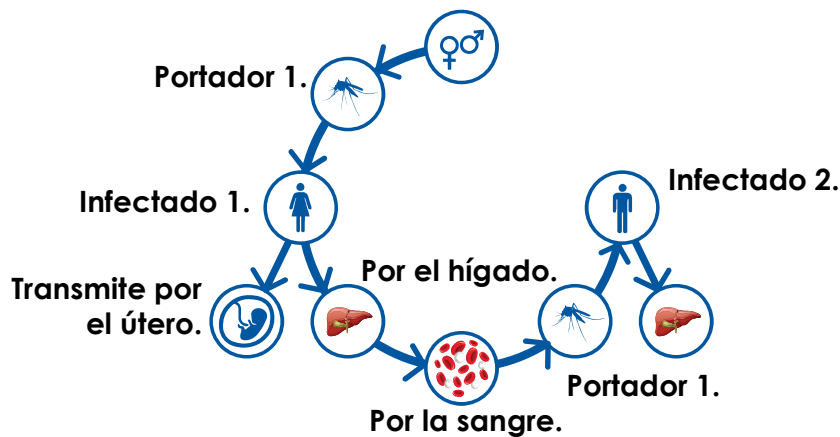 Portador 1.
Infectado 1.
Infectado 2.
Transmite por
el útero.
Por el hígado.
Por la sangre.
Portador 1.